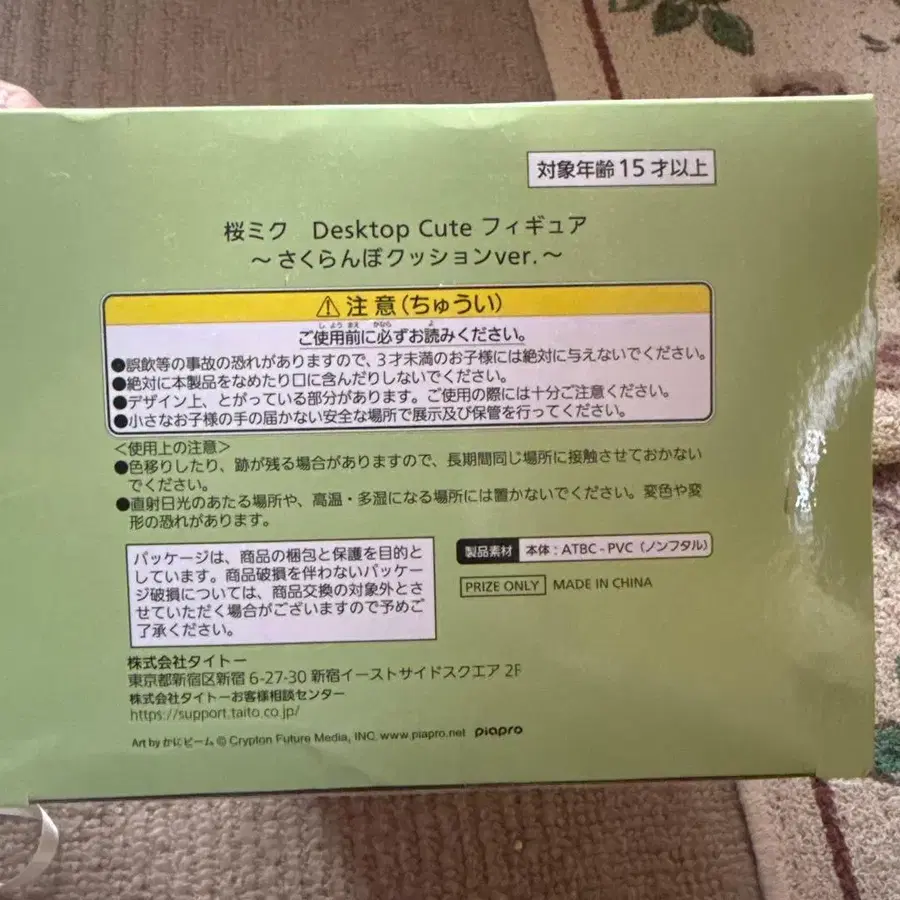 対象年齢15才以上
桜ミク Desktop Cute フィギュア
～さくらんぼクッションver.～
⚠注意(ちゅうい)
ご使用前に必ずお読みください。
●誤飲等の事故の恐れがありますので、3才未満のお子様には絶対に与えないでください。
●絶対に本製品をなめたり口に含んだりしないでください。
●デザイン上、とがっている部分があります。ご使用の際には十分ご注意ください。
●小さなお子様の手の届かない安全な場所で展示及び保管を行ってください。
<使用上の注意>
●色移りしたり、跡が残る場合がありますので、長期間同じ場所に接触させておかない
でください。
●直射日光のあたる場所や、高温・多湿になる場所には置かないでください。変色や変
形の恐れがあります。
パッケージは、商品の梱包と保護を目的と
しています。商品破損を伴わないパッケー
ジ破損については、商品交換の対象外とさ
せていただく場合がございますので予めご
了承ください。
製品素材 本体:ATBC-PVC(ノンフタル)
PRIZE ONLY MADE IN CHINA
株式会社タイトー
東京都新宿区新宿 6-27-30 新宿イーストサイドスクエア 2F
株式会社タイトーお客様相談センター
https://support.taito.co.jp/
Art by かにビーム © Crypton Future Media, INC. www.piapro.net piapro